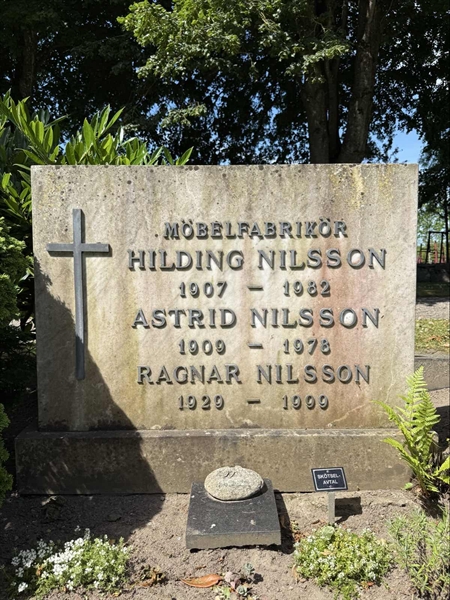 MÖBELFABRIKÖR
HILDING NILSSON
1907 – 1982
ASTRID NILSSON
1909 – 1978
RAGNAR NILSSON
1929 – 1999
SKÖTSEL-
AVTAL